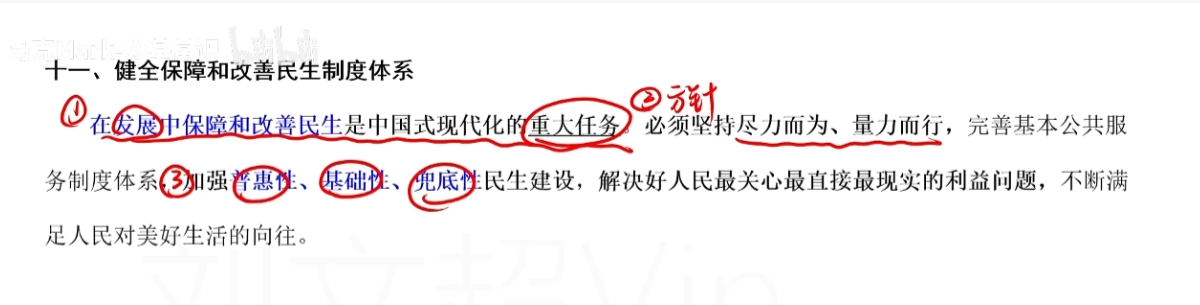 十一、健全保障和改善民生制度体系
① ② 方针
在发展中保障和改善民生是中国式现代化的重大任务。必须坚持尽力而为、量力而行，完善基本公共服
务制度体系，③加强普惠性、基础性、兜底性民生建设，解决好人民最关心最直接最现实的利益问题，不断满
足人民对美好生活的向往。
刘文超Vip